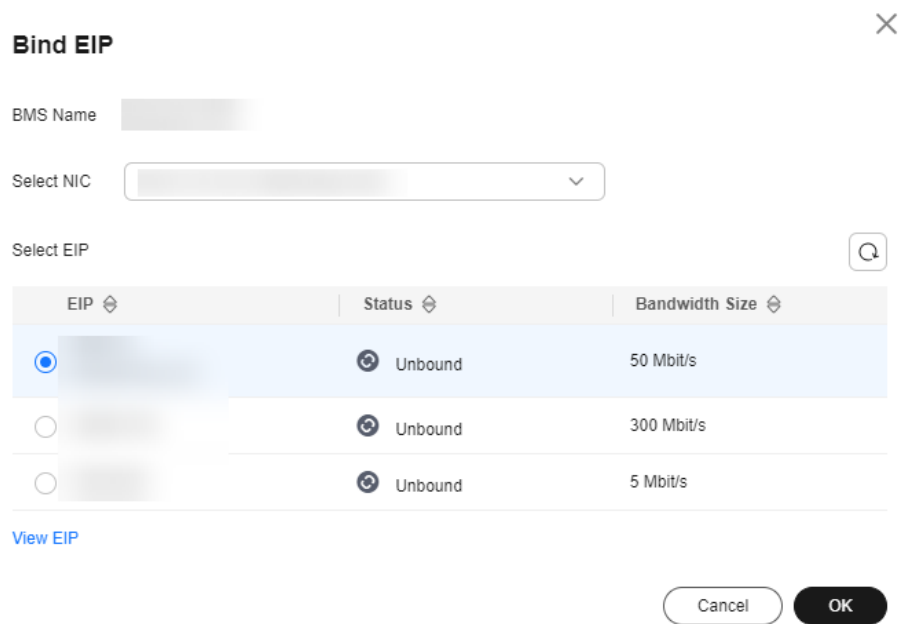 Bind EIP
BMS Name
Select NIC
Select EIP
EIP Status Bandwidth Size
Unbound 50 Mbit/s
Unbound 300 Mbit/s
Unbound 5 Mbit/s
View EIP
Cancel OK